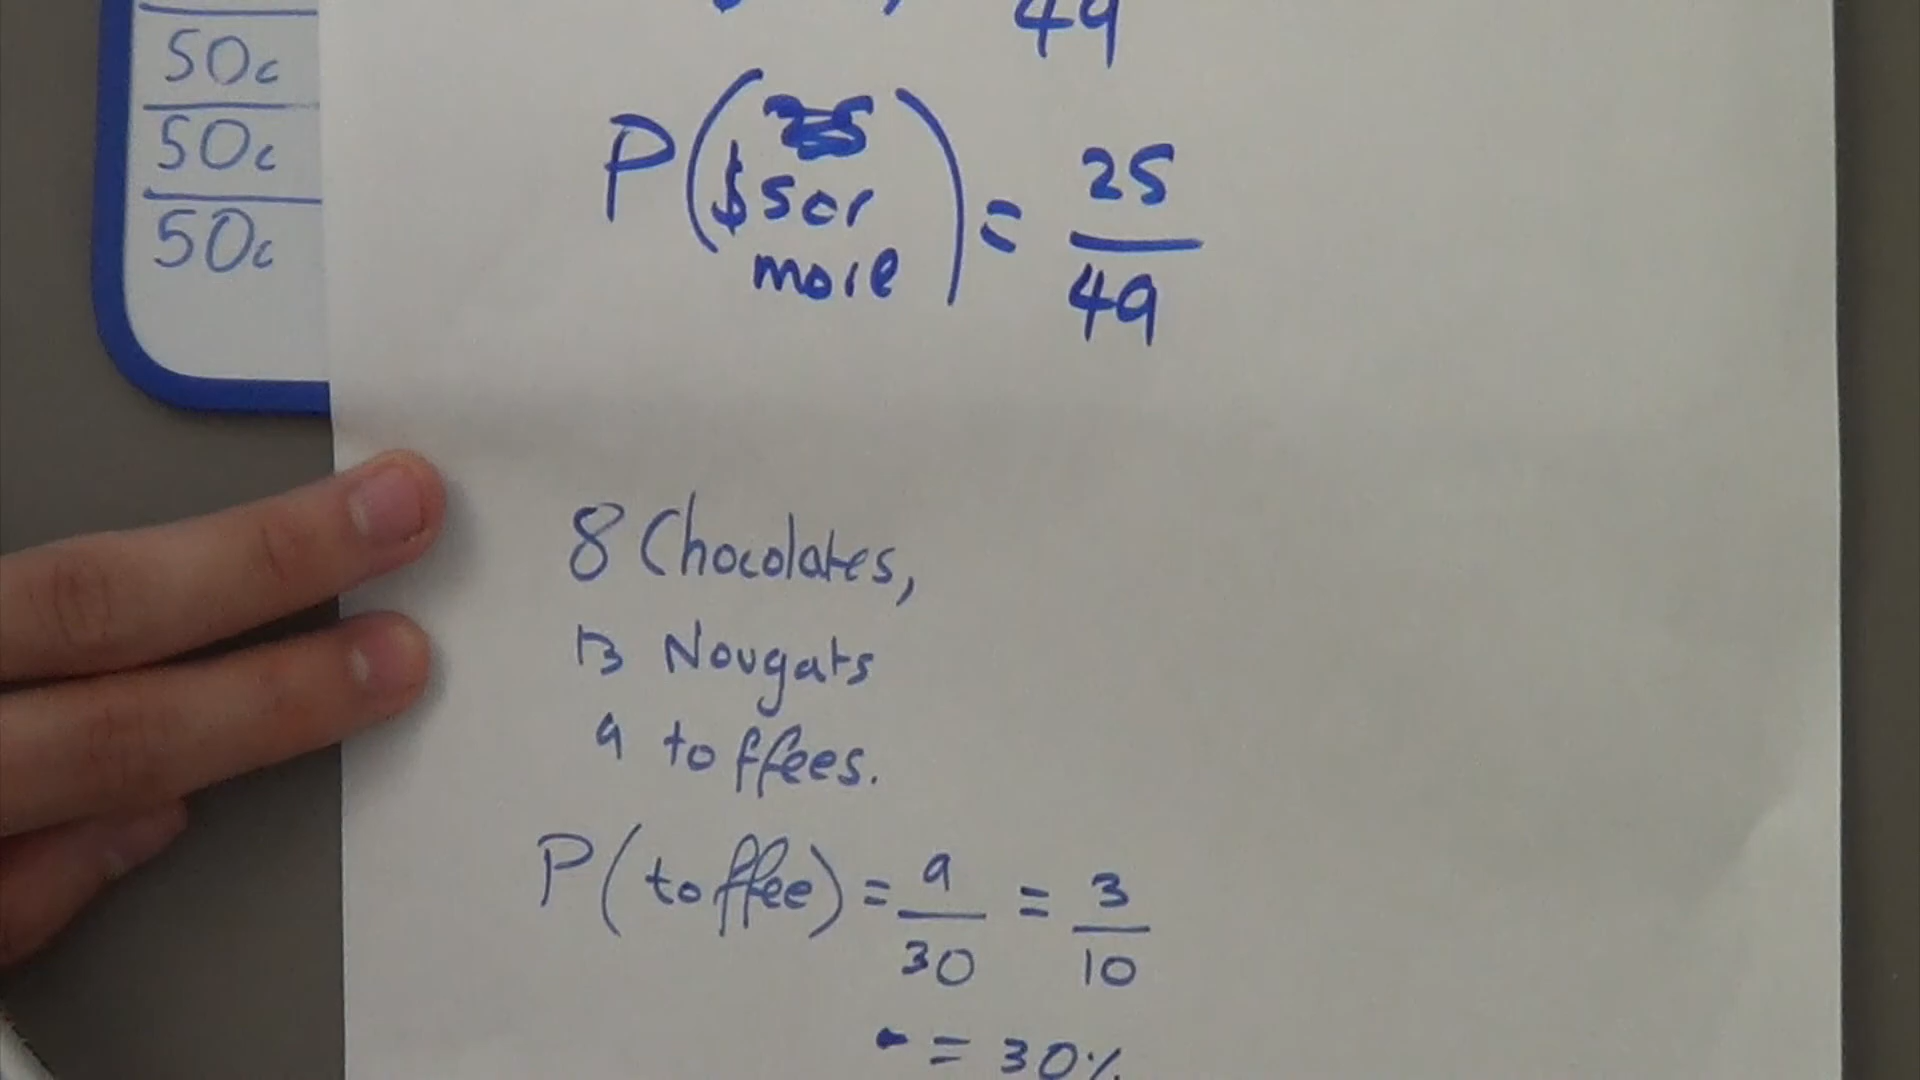 50c
50c
50c
49
P($5 or more) = 25/49
8 Chocolates,
13 Nougats
9 toffees.
P(toffee) = 9/30 = 3/10
= 30%